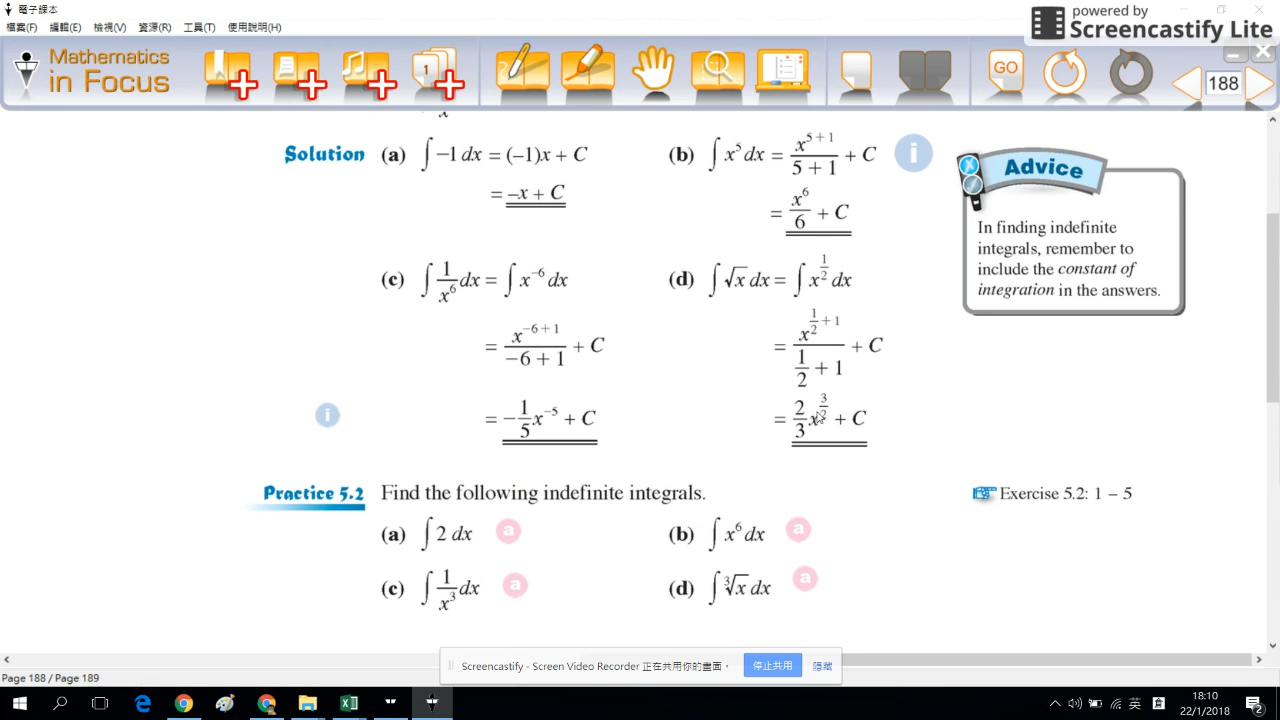 電子課本
powered by
Screencastify Lite
檔案(F) 編輯(E) 檢視(V) 資源(R) 工具(T) 使用說明(H)
Mathematics
in Focus
1
GO
188
x
Solution (a) ∫ −1 dx = (−1)x + C
= −x + C
(b) ∫ x⁵ dx = x⁵⁺¹/(5 + 1) + C
= x⁶/6 + C
i
Advice
In finding indefinite
integrals, remember to
include the constant of
integration in the answers.
(c) ∫ 1/x⁶ dx = ∫ x⁻⁶ dx
= x⁻⁶⁺¹/(−6 + 1) + C
= −1/5 x⁻⁵ + C
i
(d) ∫ √x dx = ∫ x^(1/2) dx
= x^(1/2 + 1)/(1/2 + 1) + C
= 2/3 x^(3/2) + C
Practice 5.2 Find the following indefinite integrals.
Exercise 5.2: 1 – 5
(a) ∫ 2 dx a
(b) ∫ x⁶ dx a
(c) ∫ 1/x³ dx a
(d) ∫ ∛x dx a
Screencastify - Screen Video Recorder 正在共用你的畫面。 停止共用 隱藏
Page 188 / Page 189
英 18:10
22/1/2018
2